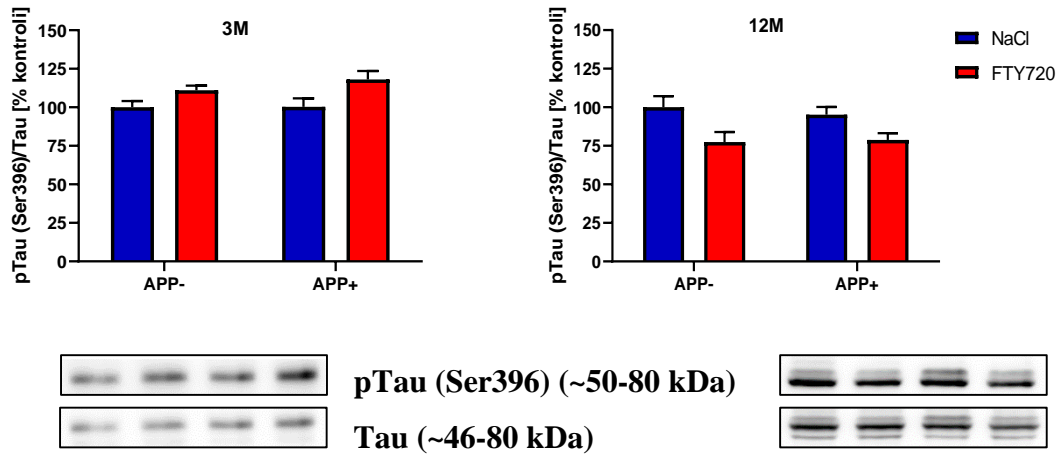 3M
pTau (Ser396)/Tau [% kontroli]
150
125
100
75
50
25
0
APP-
APP+
12M
pTau (Ser396)/Tau [% kontroli]
150
125
100
75
50
25
0
APP-
APP+
NaCl
FTY720
pTau (Ser396) (~50-80 kDa)
Tau (~46-80 kDa)